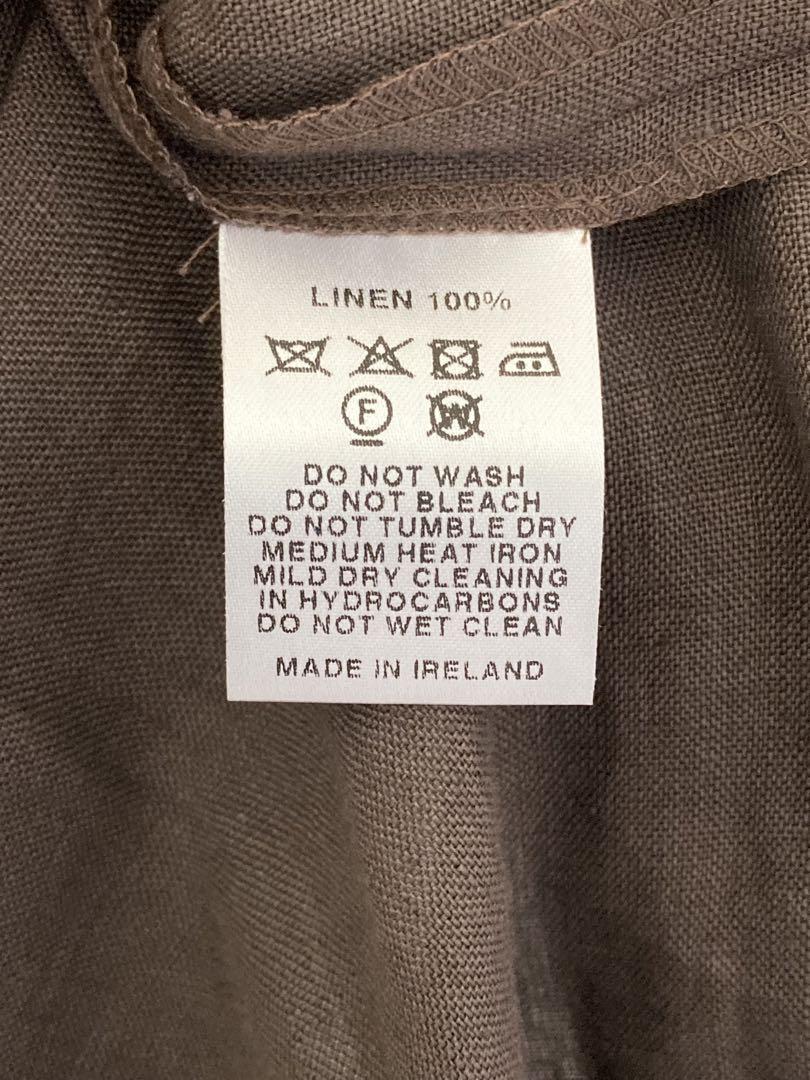 LINEN 100%
F W
DO NOT WASH
DO NOT BLEACH
DO NOT TUMBLE DRY
MEDIUM HEAT IRON
MILD DRY CLEANING
IN HYDROCARBONS
DO NOT WET CLEAN
MADE IN IRELAND